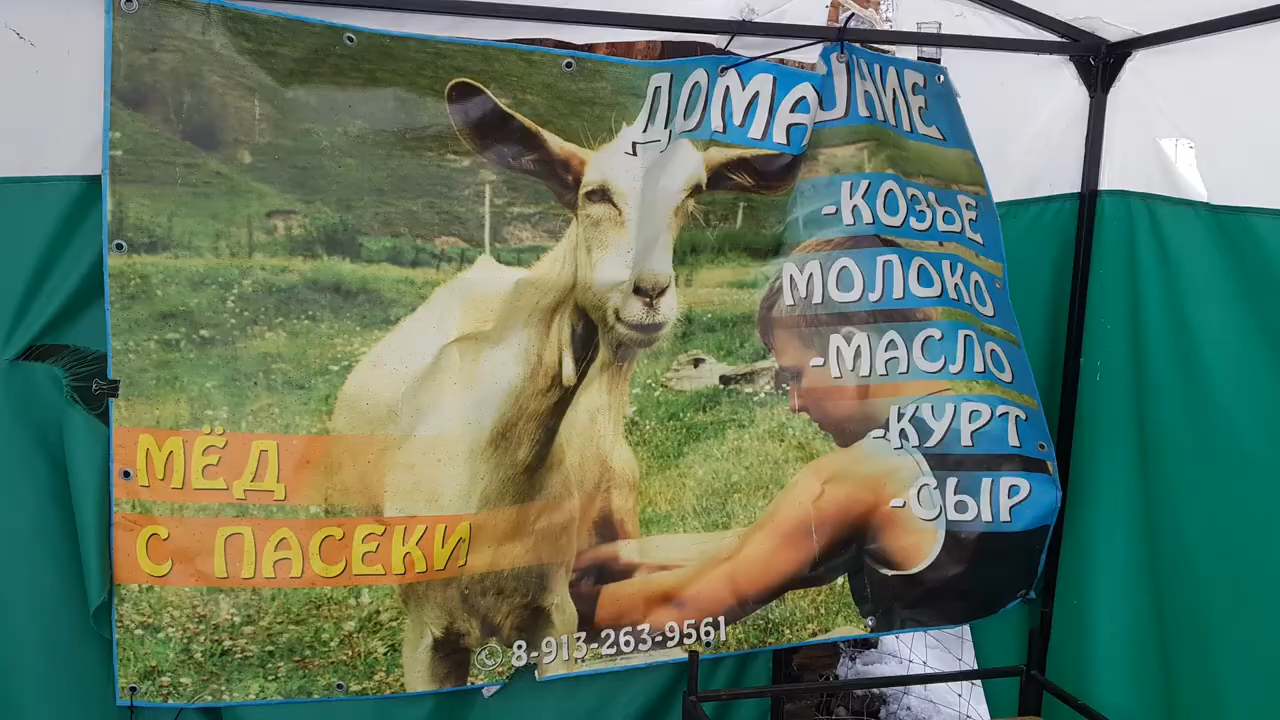 ДОМАШНИЕ
-КОЗЬЕ
МОЛОКО
-МАСЛО
-КУРТ
-СЫР
МЁД
С ПАСЕКИ
8-913-263-9561